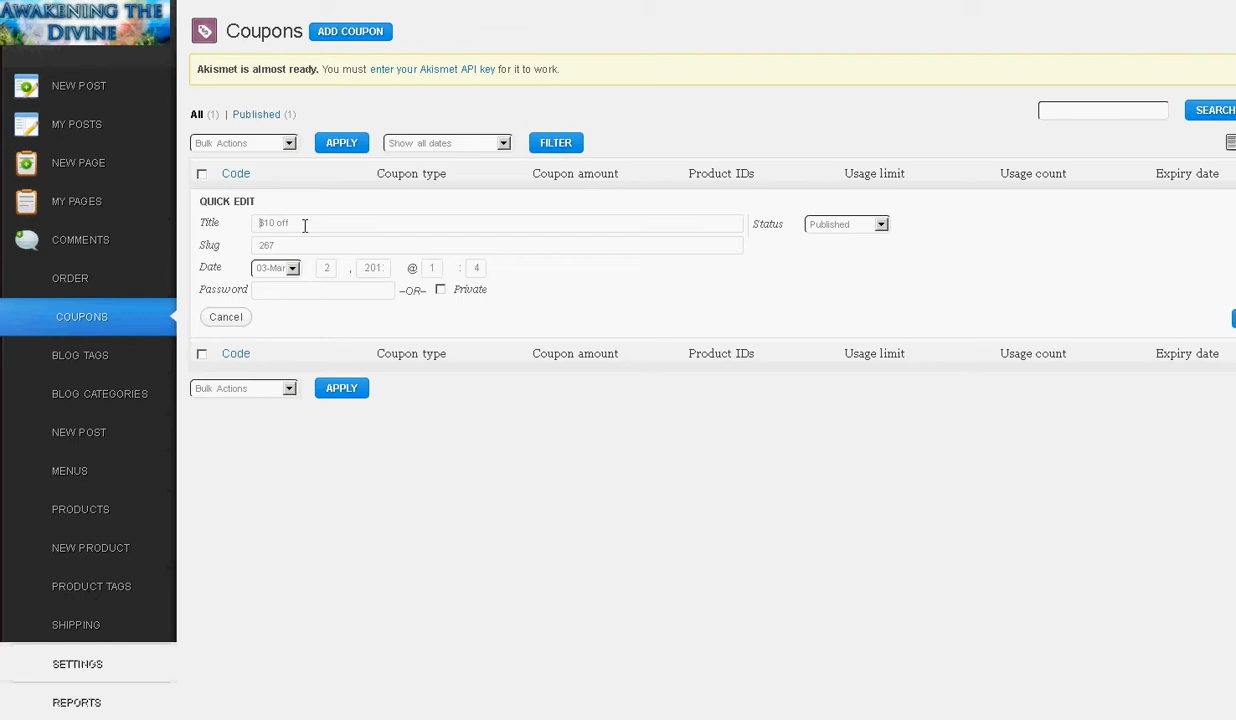 AWAKENING THE
DIVINE
NEW POST
MY POSTS
NEW PAGE
MY PAGES
COMMENTS
ORDER
COUPONS
BLOG TAGS
BLOG CATEGORIES
NEW POST
MENUS
PRODUCTS
NEW PRODUCT
PRODUCT TAGS
SHIPPING
SETTINGS
REPORTS
Coupons ADD COUPON
Akismet is almost ready. You must enter your Akismet API key for it to work.
All (1) | Published (1)
SEARCH
Bulk Actions APPLY Show all dates FILTER
Code Coupon type Coupon amount Product IDs Usage limit Usage count Expiry date
QUICK EDIT
Title $10 off Status Published
Slug 267
Date 03-Mar 2 , 201 @ 1 : 4
Password –OR– Private
Cancel
Code Coupon type Coupon amount Product IDs Usage limit Usage count Expiry date
Bulk Actions APPLY